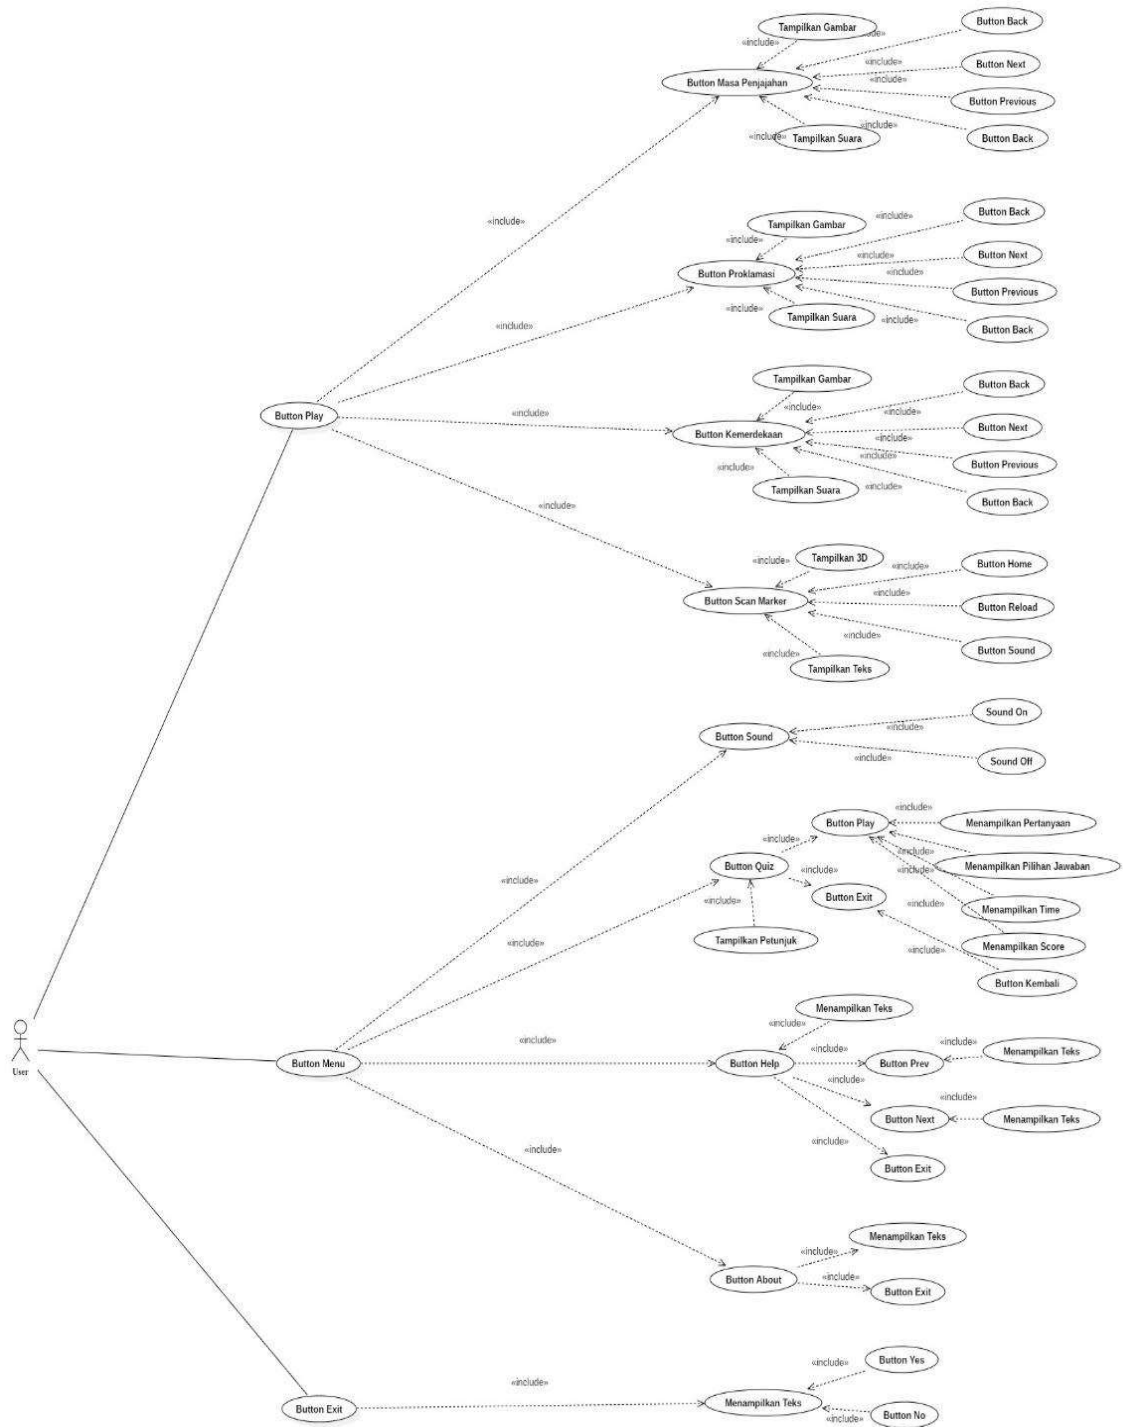 Tampilkan Gambar
Button Back
«include»
«include»
Button Next
«include»
Button Masa Penjajahan
«include»
Button Previous
«include»
«include»
Tampilkan Suara
Button Back
«include»
Button Back
«include»
Tampilkan Gambar
«include»
«include»
Button Next
Button Proklamasi
«include»
Button Previous
«include»
Tampilkan Suara
«include»
Button Back
«include»
Tampilkan Gambar
Button Back
«include»
«include»
Button Play
«include»
Button Next
Button Kemerdekaan
«include»
«include»
Button Previous
«include»
Tampilkan Suara
«include»
Button Back
«include»
Tampilkan 3D
«include»
Button Home
«include»
«include»
Button Scan Marker
Button Reload
«include»
Button Sound
«include»
Tampilkan Teks
Sound On
«include»
Button Sound
«include»
Sound Off
«include»
Button Play
Menampilkan Pertanyaan
«include»
«include»
Button Quiz
«include»
Menampilkan Pilihan Jawaban
«include»
«include»
«include»
Button Exit
«include»
«include»
Menampilkan Time
«include»
Tampilkan Petunjuk
Menampilkan Score
«include»
Button Kembali
Menampilkan Teks
«include»
«include»
«include»
Menampilkan Teks
User
Button Menu
Button Help
«include»
Button Prev
«include»
«include»
Button Next
Menampilkan Teks
«include»
«include»
Button Exit
Menampilkan Teks
«include»
Button About
«include»
Button Exit
Button Yes
«include»
«include»
Button Exit
Menampilkan Teks
«include»
Button No